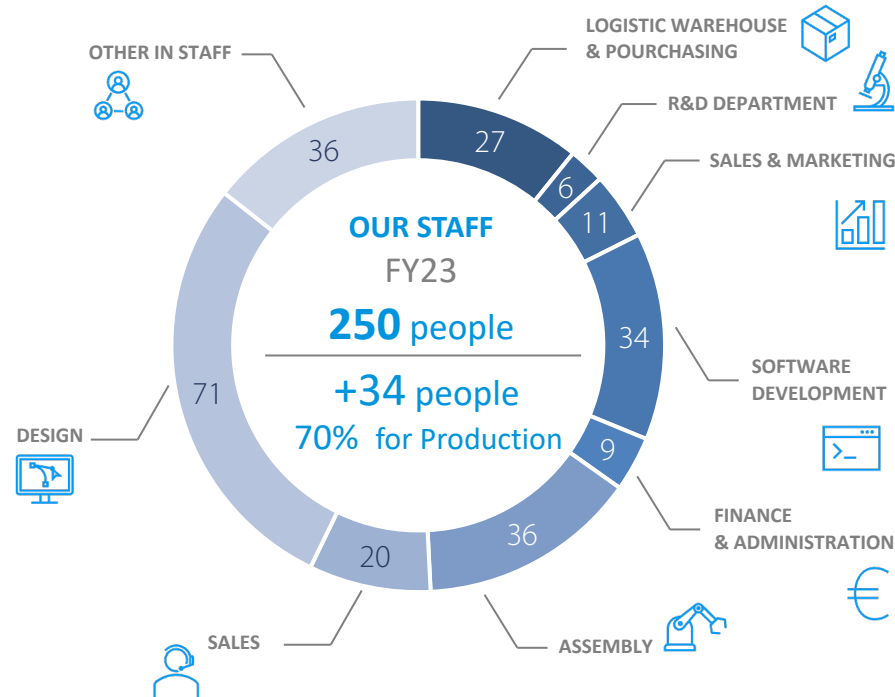 LOGISTIC WAREHOUSE
& POURCHASING
OTHER IN STAFF
R&D DEPARTMENT
SALES & MARKETING
27
36
6
11
OUR STAFF
FY23
250 people
34
+34 people
SOFTWARE
DEVELOPMENT
71
70% for Production
DESIGN
9
>_
FINANCE
& ADMINISTRATION
36
20
€
SALES
ASSEMBLY